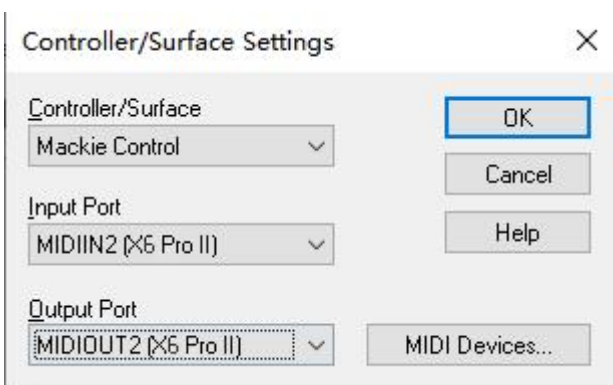 Controller/Surface Settings
Controller/Surface
OK
Mackie Control
Cancel
Input Port
Help
MIDIIN2 (X6 Pro II)
Output Port
MIDIOUT2 (X6 Pro II)
MIDI Devices...